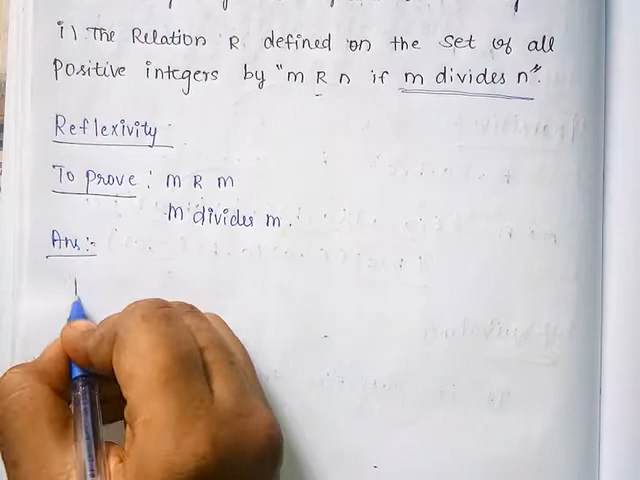 i) The Relation R defined on the set of all
Positive integers by "m R n if m divides n".
Reflexivity
To prove : m R m
m divides m.
Ans :-